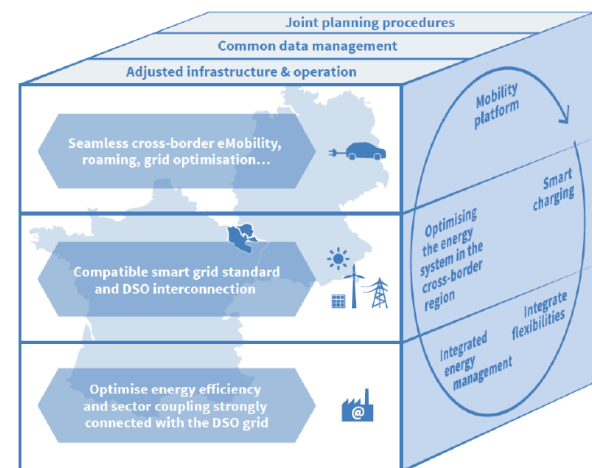 Joint planning procedures
Common data management
Adjusted infrastructure & operation
Seamless cross-border eMobility,
roaming, grid optimisation…
Mobility
platform
Smart
charging
Compatible smart grid standard
and DSO interconnection
Optimising
the energy
system in the
cross-border
region
Integrate
flexibilities
Integrated
energy
management
Optimise energy efficiency
and sector coupling strongly
connected with the DSO grid
@